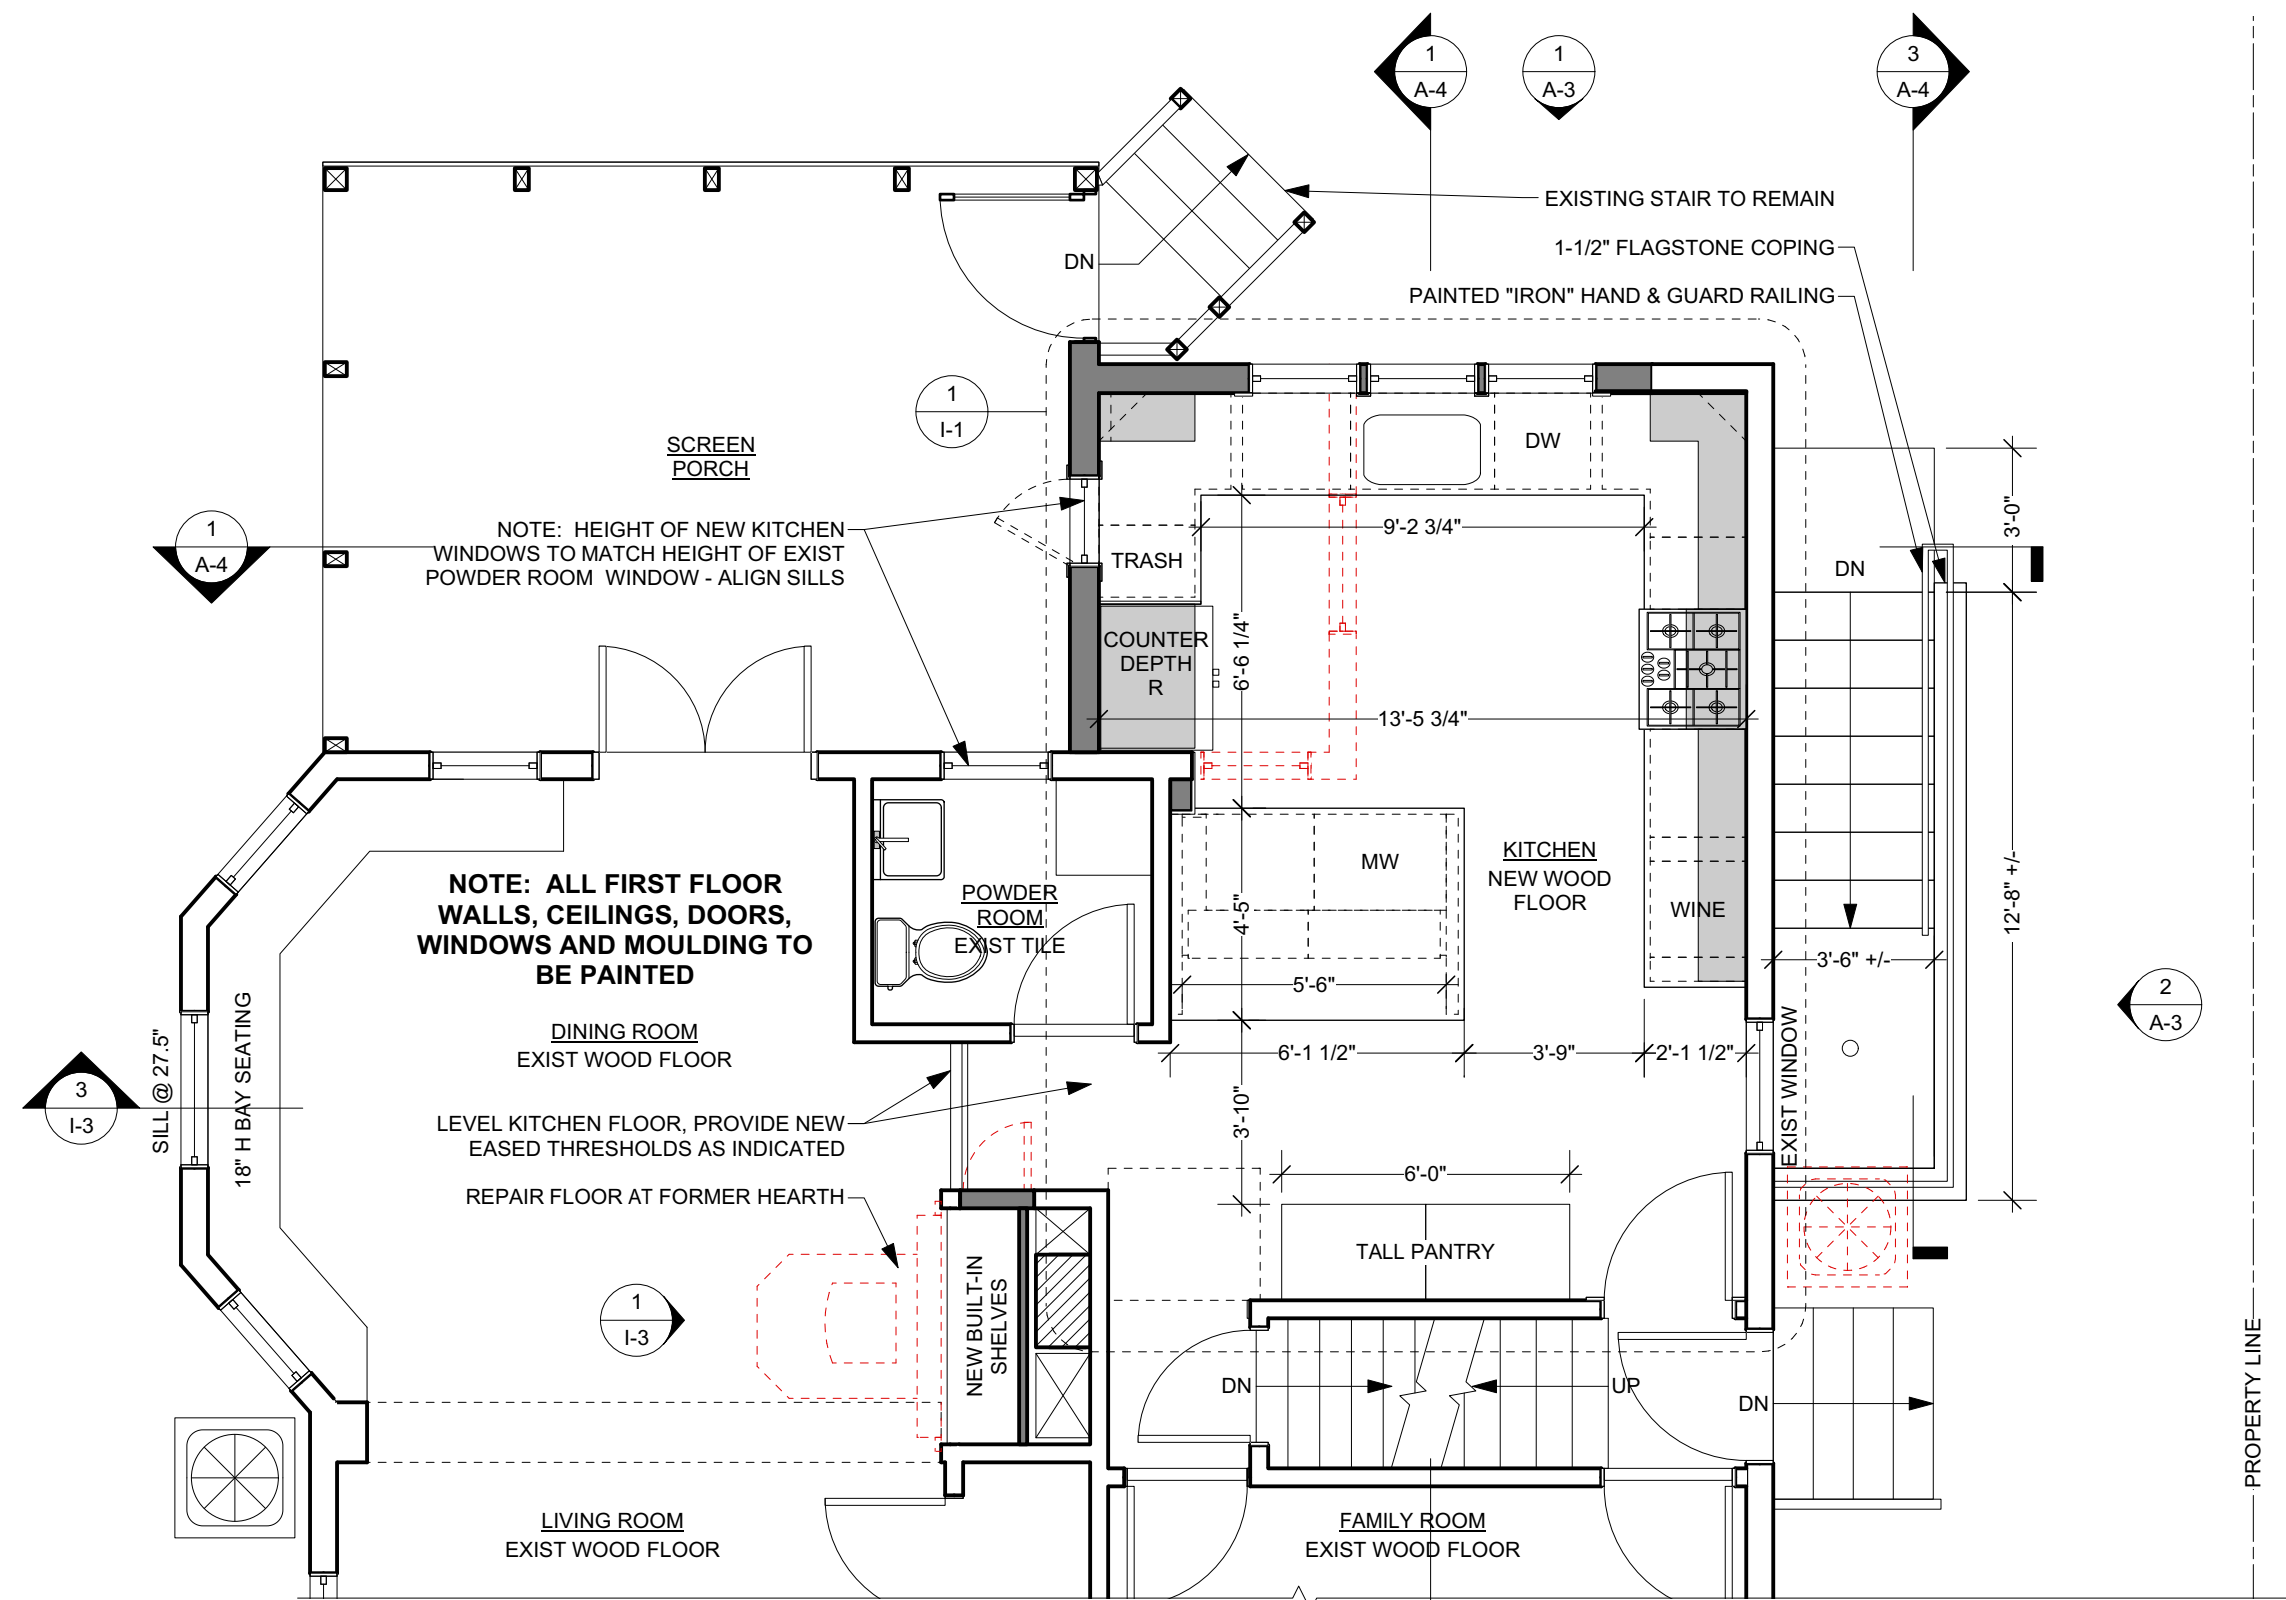 1
A-4
1
A-3
3
A-4
EXISTING STAIR TO REMAIN
1-1/2" FLAGSTONE COPING
DN
PAINTED "IRON" HAND & GUARD RAILING
1
I-1
SCREEN
PORCH
DW
NOTE: HEIGHT OF NEW KITCHEN
WINDOWS TO MATCH HEIGHT OF EXIST
POWDER ROOM WINDOW - ALIGN SILLS
1
A-4
9'-2 3/4"
3'-0"
TRASH
DN
COUNTER
DEPTH
R
6'-6 1/4"
13'-5 3/4"
KITCHEN
NEW WOOD
FLOOR
MW
NOTE: ALL FIRST FLOOR
WALLS, CEILINGS, DOORS,
WINDOWS AND MOULDING TO
BE PAINTED
POWDER
ROOM
EXIST TILE
4'-5"
WINE
12'-8" +/-
3'-6" +/-
5'-6"
2
A-3
DINING ROOM
EXIST WOOD FLOOR
SILL @ 27.5"
18" H BAY SEATING
6'-1 1/2"
3'-9"
2'-1 1/2"
EXIST WINDOW
3
I-3
LEVEL KITCHEN FLOOR, PROVIDE NEW
EASED THRESHOLDS AS INDICATED
3'-10"
REPAIR FLOOR AT FORMER HEARTH
6'-0"
TALL PANTRY
NEW BUILT-IN
SHELVES
1
I-3
DN
UP
DN
PROPERTY LINE
LIVING ROOM
EXIST WOOD FLOOR
FAMILY ROOM
EXIST WOOD FLOOR